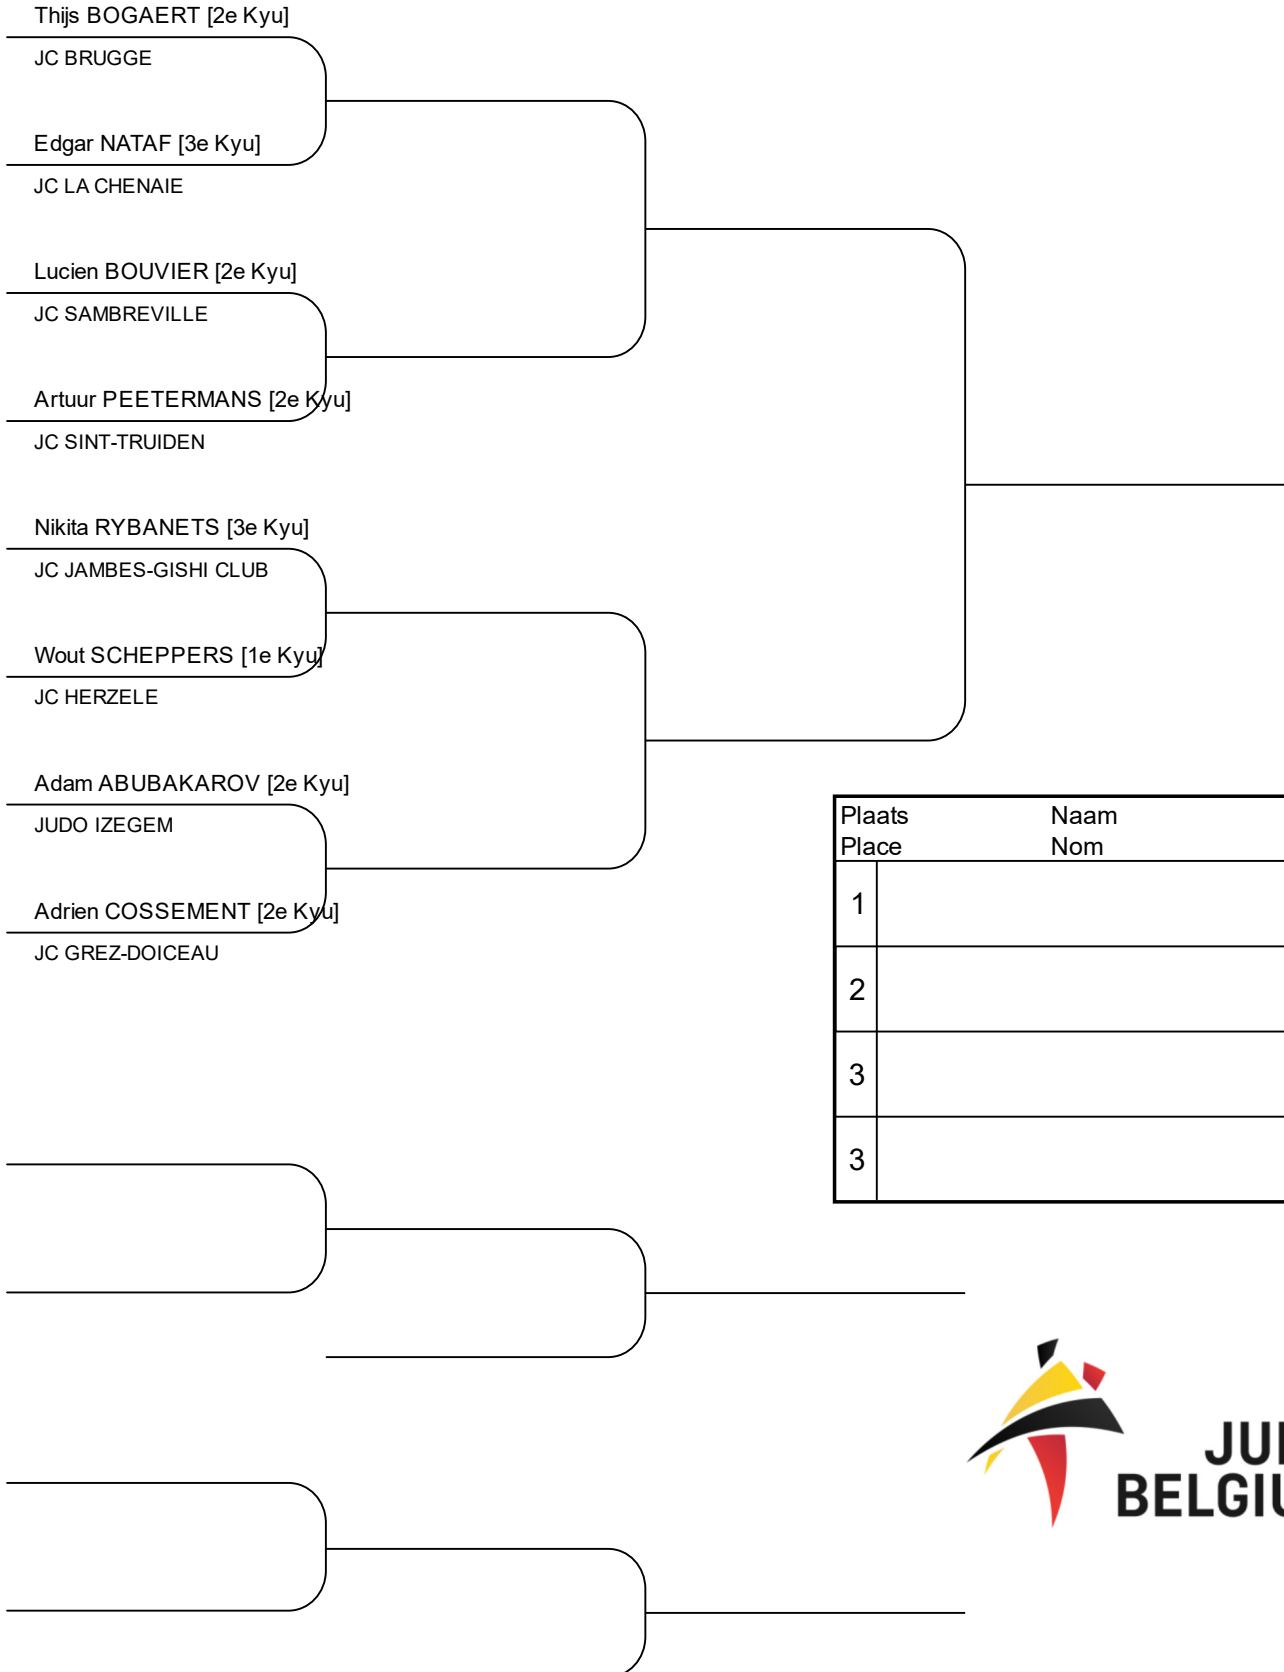 Thijs BOGAERT [2e Kyu]
JC BRUGGE
Edgar NATAF [3e Kyu]
JC LA CHENAIE
Lucien BOUVIER [2e Kyu]
JC SAMBREVILLE
Artuur PEETERMANS [2e Kyu]
JC SINT-TRUIDEN
Nikita RYBANETS [3e Kyu]
JC JAMBES-GISHI CLUB
Wout SCHEPPERS [1e Kyu]
JC HERZELE
Adam ABUBAKAROV [2e Kyu]
JUDO IZEGEM
Adrien COSSEMENT [2e Kyu]
JC GREZ-DOICEAU
Plaats Naam
Place Nom
1
2
3
3